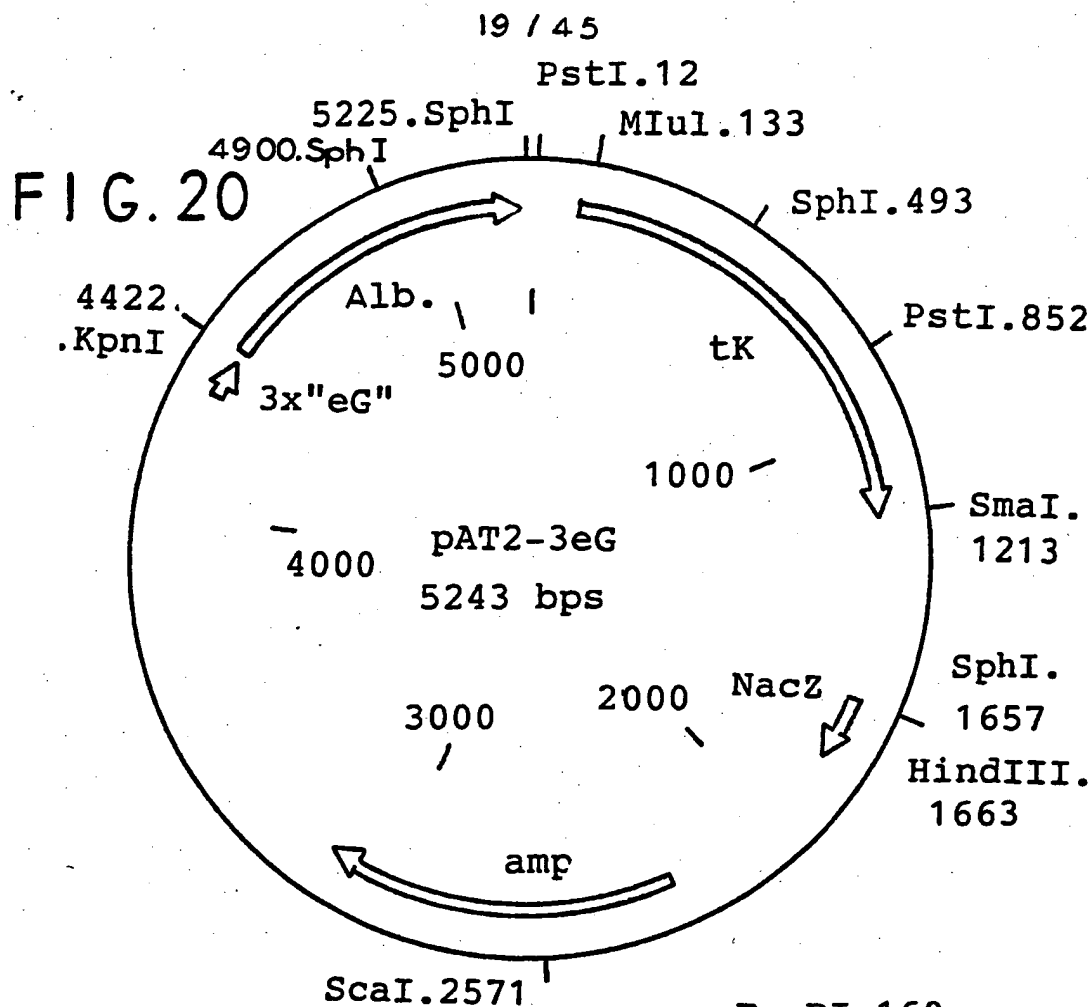 19 / 45
PstI.12
5225.SphI
MIuI.133
4900.SphI
FIG. 20
SphI.493
4422.
.KpnI
Alb.
PstI.852
5000
tK
3x"eG"
1000
SmaI.
1213
pAT2-3eG
4000
5243 bps
SphI.
1657
NacZ
2000
3000
HindIII.
1663
amp
ScaI.2571